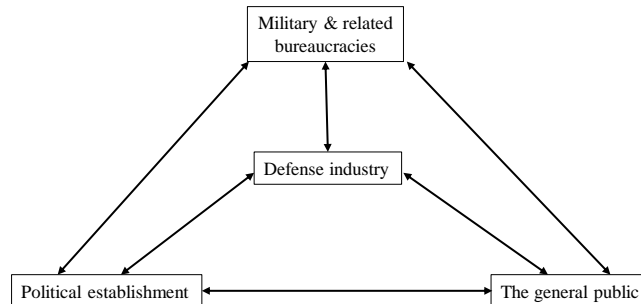 Military & related
bureaucracies
Defense industry
Political establishment
The general public